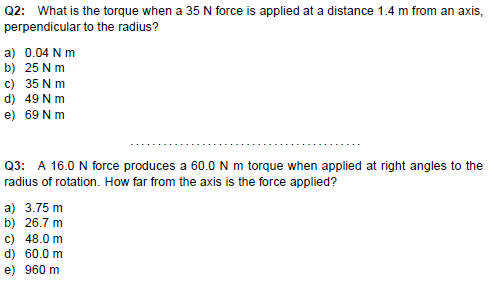 Q2: What is the torque when a 35 N force is applied at a distance 1.4 m from an axis,
perpendicular to the radius?
a) 0.04 N m
b) 25 N m
c) 35 N m
d) 49 N m
e) 69 N m
........................................
Q3: A 16.0 N force produces a 60.0 N m torque when applied at right angles to the
radius of rotation. How far from the axis is the force applied?
a) 3.75 m
b) 26.7 m
c) 48.0 m
d) 60.0 m
e) 960 m